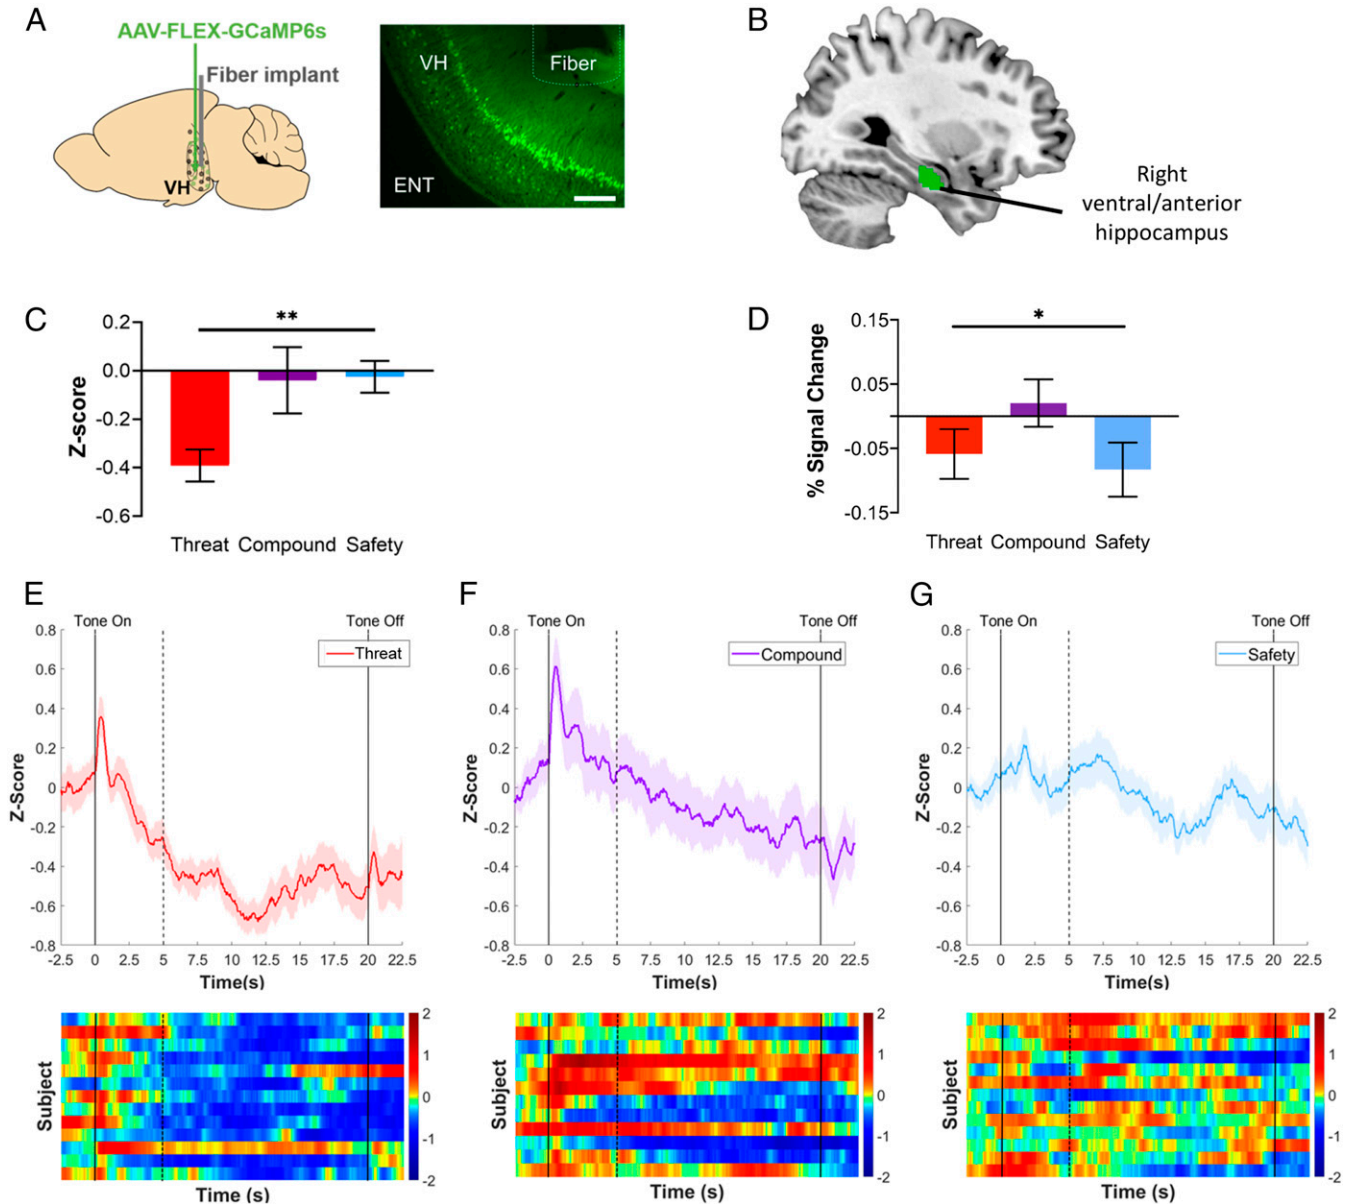 A
AAV-FLEX-GCaMP6s
Fiber implant
VH
VH
Fiber
ENT
B
Right
ventral/anterior
hippocampus
C
**
0.2
0.0
-0.2
-0.4
-0.6
Z-score
Threat Compound Safety
D
*
0.15
0.05
-0.05
-0.15
% Signal Change
Threat Compound Safety
E
Tone On
Tone Off
Threat
0.8
0.6
0.4
0.2
0
-0.2
-0.4
-0.6
-0.8
Z-Score
-2.5 0 2.5 5 7.5 10 12.5 15 17.5 20 22.5
Time(s)
F
Tone On
Tone Off
Compound
0.8
0.6
0.4
0.2
0
-0.2
-0.4
-0.6
-0.8
Z-Score
-2.5 0 2.5 5 7.5 10 12.5 15 17.5 20 22.5
Time(s)
G
Tone On
Tone Off
Safety
0.8
0.6
0.4
0.2
0
-0.2
-0.4
-0.6
-0.8
Z-Score
-2.5 0 2.5 5 7.5 10 12.5 15 17.5 20 22.5
Time(s)
Subject
2
1
0
-1
-2
Time (s)
Subject
2
1
0
-1
-2
Time (s)
Subject
2
1
0
-1
-2
Time (s)